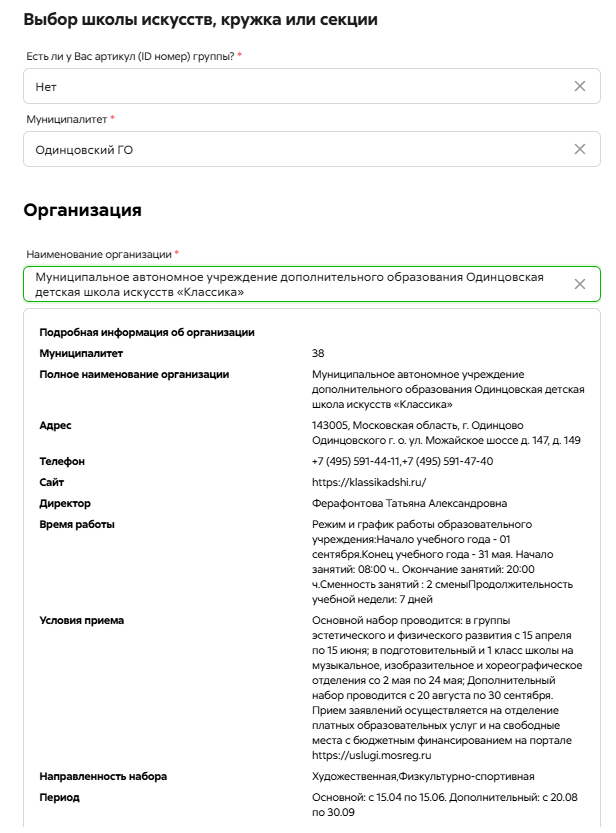 Выбор школы искусств, кружка или секции
Есть ли у Вас артикул (ID номер) группы? *
Нет
Муниципалитет *
Одинцовский ГО
Организация
Наименование организации *
Муниципальное автономное учреждение дополнительного образования Одинцовская
детская школа искусств «Классика»
Подробная информация об организации
Муниципалитет 38
Полное наименование организации Муниципальное автономное учреждение
дополнительного образования Одинцовская детская
школа искусств «Классика»
Адрес 143005, Московская область, г. Одинцово
Одинцовского г. о. ул. Можайское шоссе д. 147, д. 149
Телефон +7 (495) 591-44-11,+7 (495) 591-47-40
Сайт https://klassikadshi.ru/
Директор Ферафонтова Татьяна Александровна
Время работы Режим и график работы образовательного
учреждения:Начало учебного года - 01
сентября.Конец учебного года - 31 мая. Начало
занятий: 08:00 ч.. Окончание занятий: 20:00
ч.Сменность занятий : 2 сменыПродолжительность
учебной недели: 7 дней
Условия приема Основной набор проводится: в группы
эстетического и физического развития с 15 апреля
по 15 июня; в подготовительный и 1 класс школы на
музыкальное, изобразительное и хореографическое
отделения со 2 мая по 24 мая; Дополнительный
набор проводится с 20 августа по 30 сентября.
Прием заявлений осуществляется на отделение
платных образовательных услуг и на свободные
места с бюджетным финансированием на портале
https://uslugi.mosreg.ru
Направленность набора Художественная,Физкультурно-спортивная
Период Основной: с 15.04 по 15.06. Дополнительный: с 20.08
по 30.09